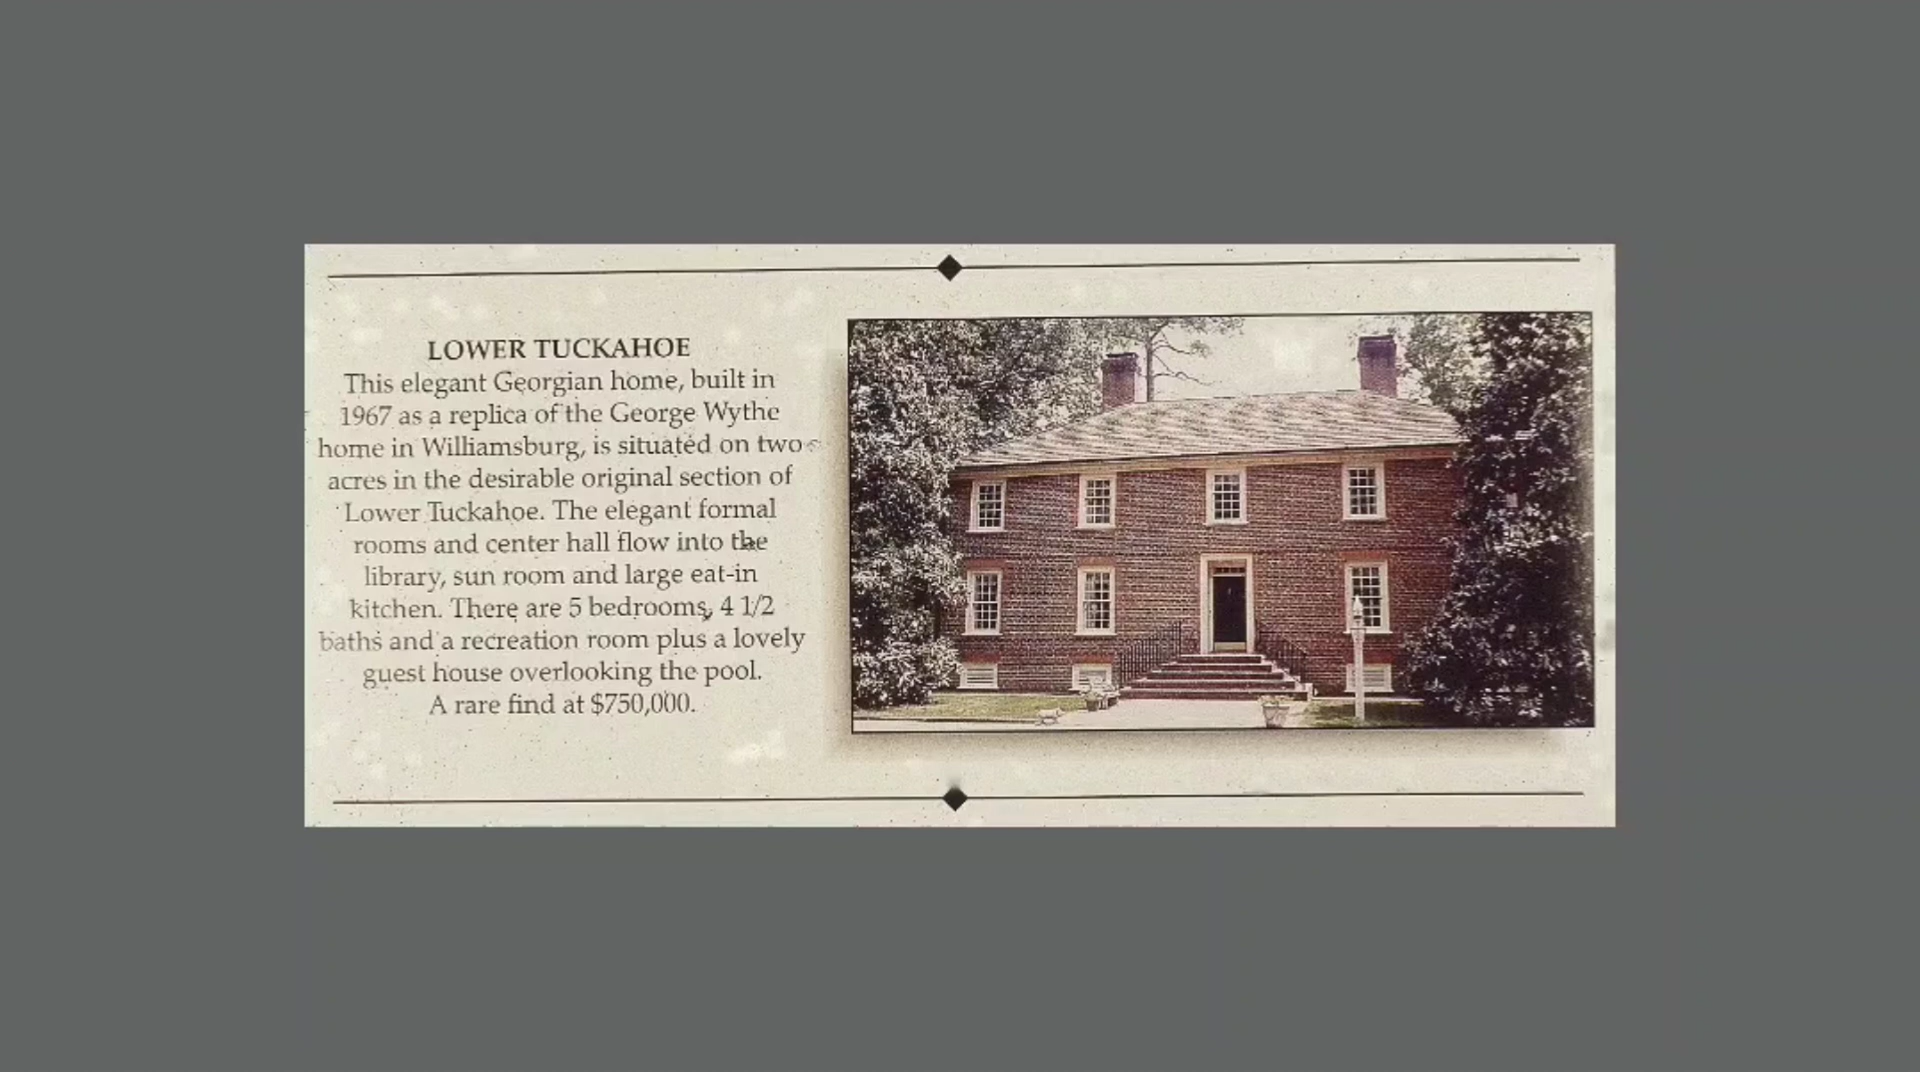 LOWER TUCKAHOE
This elegant Georgian home, built in
1967 as a replica of the George Wythe
home in Williamsburg, is situated on two
acres in the desirable original section of
Lower Tuckahoe. The elegant formal
rooms and center hall flow into the
library, sun room and large eat-in
kitchen. There are 5 bedrooms, 4 1/2
baths and a recreation room plus a lovely
guest house overlooking the pool.
A rare find at $750,000.